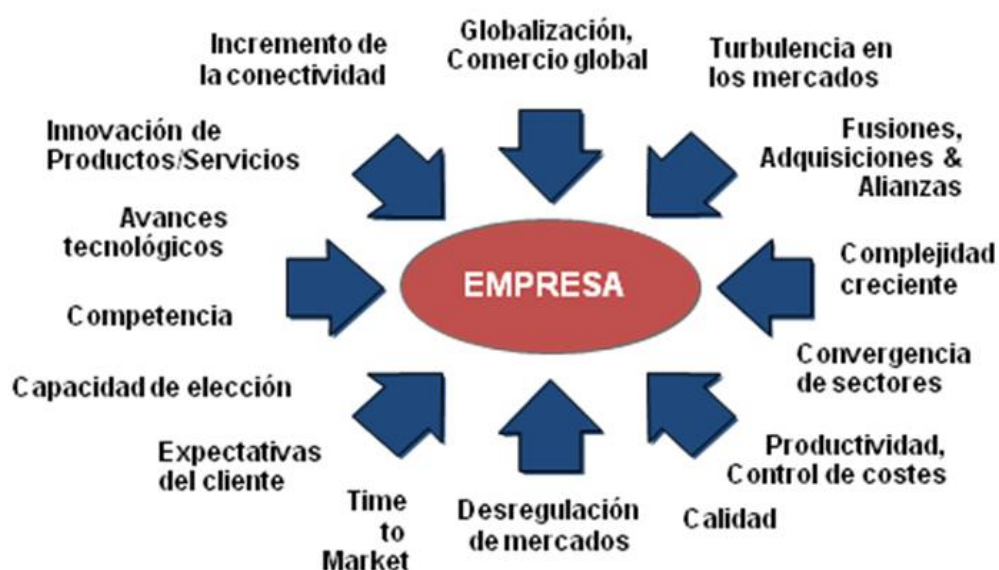 Incremento de
la conectividad
Globalización,
Comercio global
Turbulencia en
los mercados
Innovación de
Productos/Servicios
Fusiones,
Adquisiciones &
Alianzas
Avances
tecnológicos
EMPRESA
Complejidad
creciente
Competencia
Convergencia
de sectores
Capacidad de elección
Expectativas
del cliente
Productividad,
Control de costes
Time
to
Market
Desregulación
de mercados
Calidad